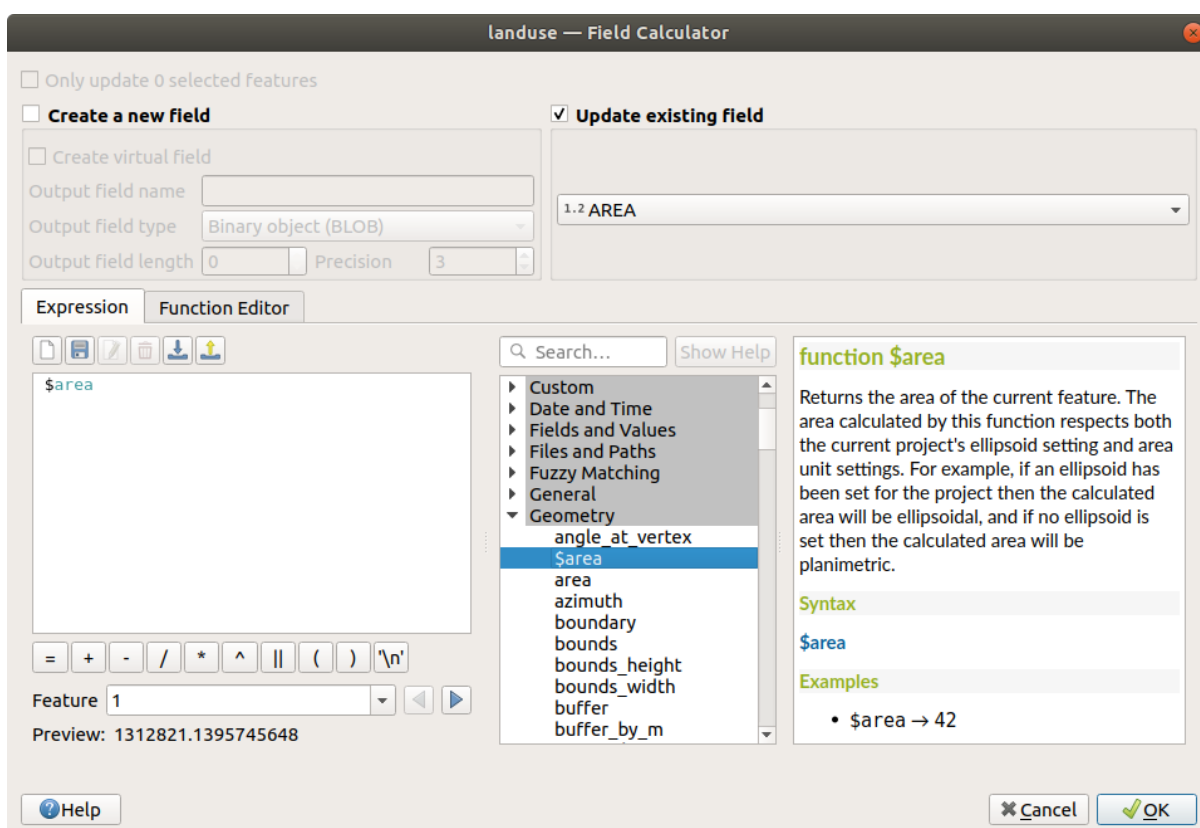 landuse — Field Calculator
Only update 0 selected features
Create a new field
Update existing field
Create virtual field
Output field name
1.2 AREA
Output field type Binary object (BLOB)
Output field length 0 Precision 3
Expression Function Editor
Search... Show Help
$area
Custom
Date and Time
Fields and Values
Files and Paths
Fuzzy Matching
General
Geometry
angle_at_vertex
$area
area
azimuth
boundary
bounds
bounds_height
bounds_width
buffer
buffer_by_m
function $area
Returns the area of the current feature. The
area calculated by this function respects both
the current project's ellipsoid setting and area
unit settings. For example, if an ellipsoid has
been set for the project then the calculated
area will be ellipsoidal, and if no ellipsoid is
set then the calculated area will be
planimetric.
Syntax
$area
Examples
• $area → 42
= + - / * ^ || ( ) '\n'
Feature 1
Preview: 1312821.1395745648
Help
Cancel OK